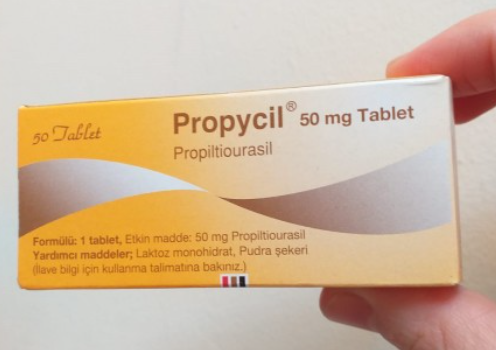 50 Tablet
Propycil® 50 mg Tablet
Propiltiourasil
Formülü: 1 tablet, Etkin madde: 50 mg Propiltiourasil
Yardımcı maddeler; Laktoz monohidrat, Pudra şekeri
(İlave bilgi için kullanma talimatına bakınız.)